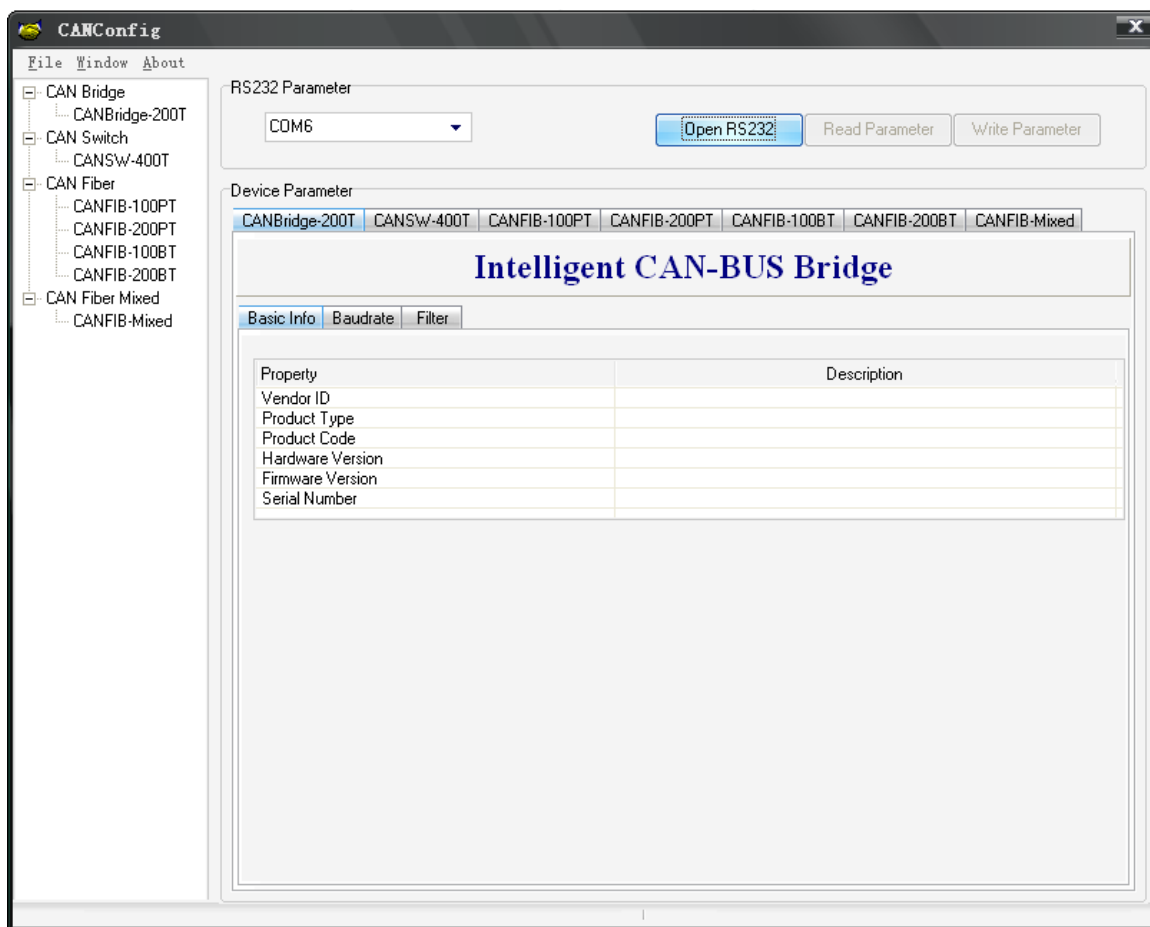 CANConfig
File Window About
CAN Bridge
CANBridge-200T
CAN Switch
CANSW-400T
CAN Fiber
CANFIB-100PT
CANFIB-200PT
CANFIB-100BT
CANFIB-200BT
CAN Fiber Mixed
CANFIB-Mixed
RS232 Parameter
COM6 Open RS232 Read Parameter Write Parameter
Device Parameter
CANBridge-200T CANSW-400T CANFIB-100PT CANFIB-200PT CANFIB-100BT CANFIB-200BT CANFIB-Mixed
Intelligent CAN-BUS Bridge
Basic Info Baudrate Filter
Property Description
Vendor ID
Product Type
Product Code
Hardware Version
Firmware Version
Serial Number